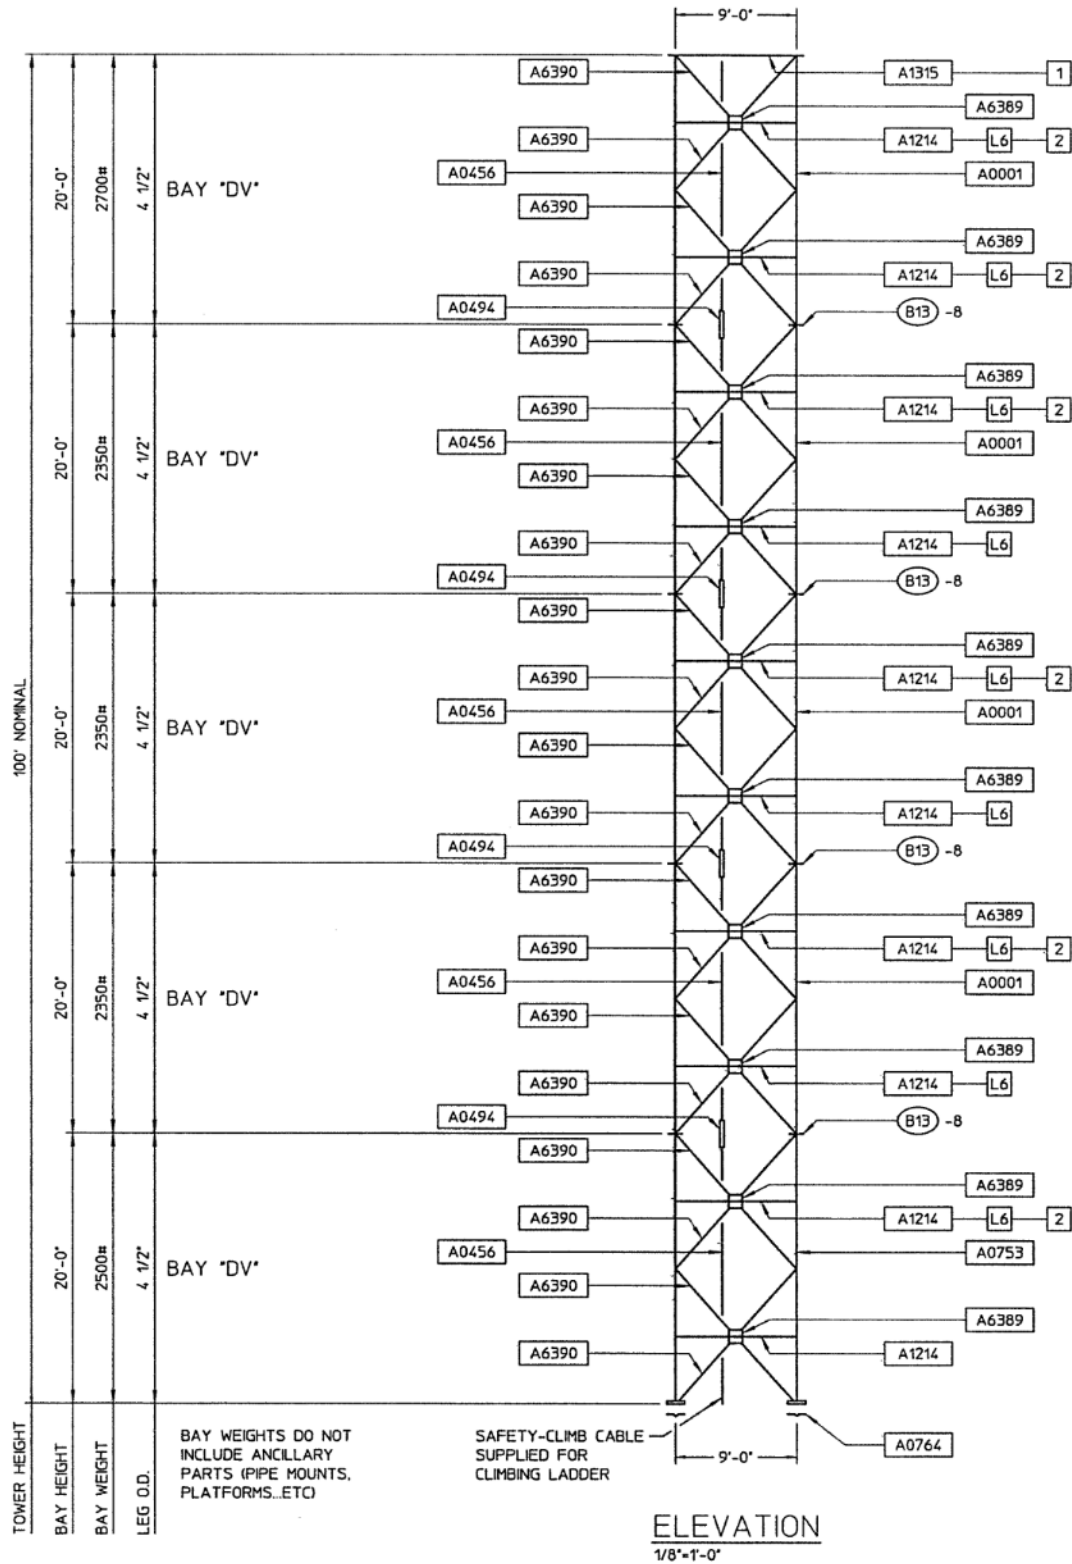 9'-0"
A6390
A1315
1
A6389
A6390
A1214
L6
2
A0456
A0001
A6390
A6389
A6390
A1214
L6
2
A0494
B13
-8
A6390
A6389
A6390
A1214
L6
2
A0456
A0001
A6390
A6389
A6390
A1214
L6
A0494
B13
-8
A6390
A6389
A6390
A1214
L6
2
A0456
A0001
A6390
A6389
A6390
A1214
L6
A0494
B13
-8
A6390
A6389
A6390
A1214
L6
2
A0456
A0001
A6390
A6389
A6390
A1214
L6
A0494
B13
-8
A6390
A6389
A6390
A1214
L6
2
A0456
A0753
A6390
A6389
A6390
A1214
A0764
20'-0"
2700#
4 1/2"
BAY "DV"
20'-0"
2350#
4 1/2"
BAY "DV"
20'-0"
2350#
4 1/2"
BAY "DV"
20'-0"
2350#
4 1/2"
BAY "DV"
20'-0"
2500#
4 1/2"
BAY "DV"
100' NOMINAL
TOWER HEIGHT
BAY HEIGHT
BAY WEIGHT
LEG O.D.
BAY WEIGHTS DO NOT
INCLUDE ANCILLARY
PARTS (PIPE MOUNTS,
PLATFORMS...ETC)
SAFETY-CLIMB CABLE
SUPPLIED FOR
CLIMBING LADDER
9'-0"
ELEVATION
1/8"=1'-0"